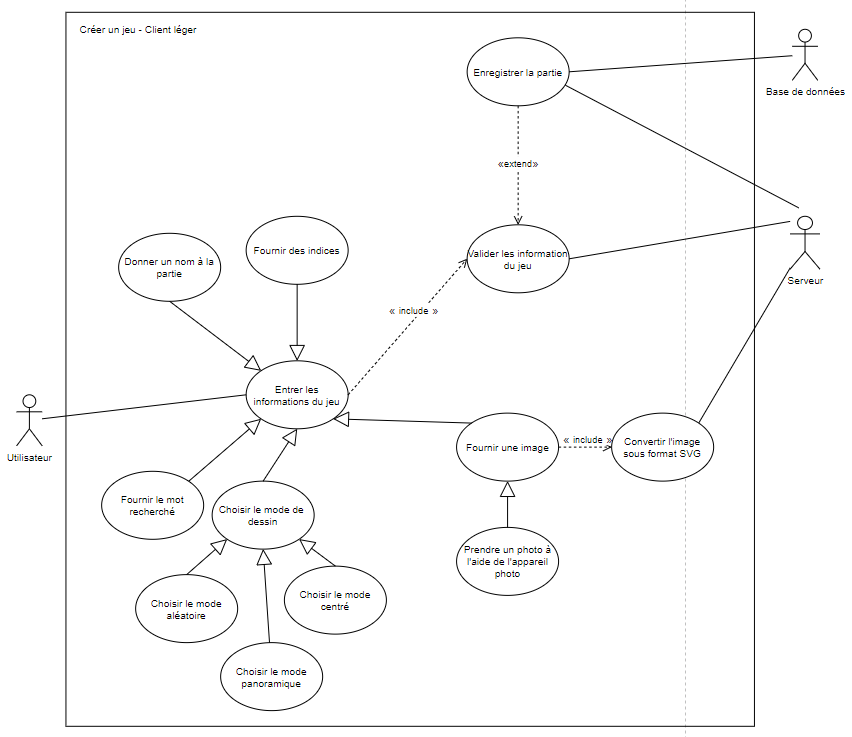 Créer un jeu - Client léger
Enregistrer la partie
Base de données
«extend»
Donner un nom à la
partie
Fournir des indices
Valider les information
du jeu
Serveur
« include »
Entrer les
informations du jeu
Utilisateur
Fournir une image
« include »
Convertir l'image
sous format SVG
Fournir le mot
recherché
Choisir le mode de
dessin
Prendre un photo à
l'aide de l'appareil
photo
Choisir le mode
aléatoire
Choisir le mode
centré
Choisir le mode
panoramique